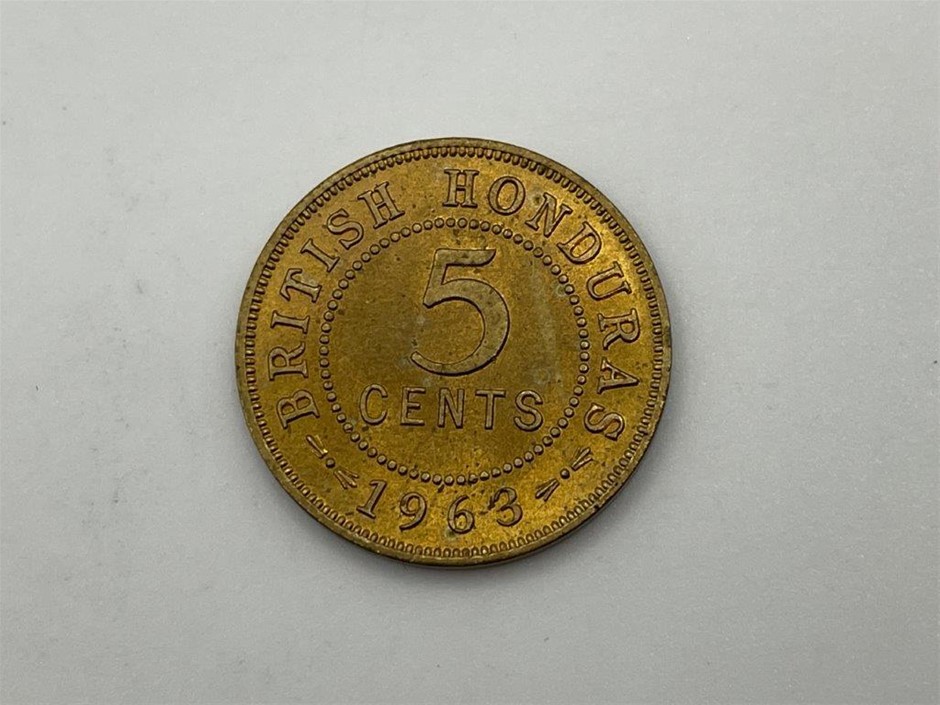 BRITISH HONDURAS
5
CENTS
1963